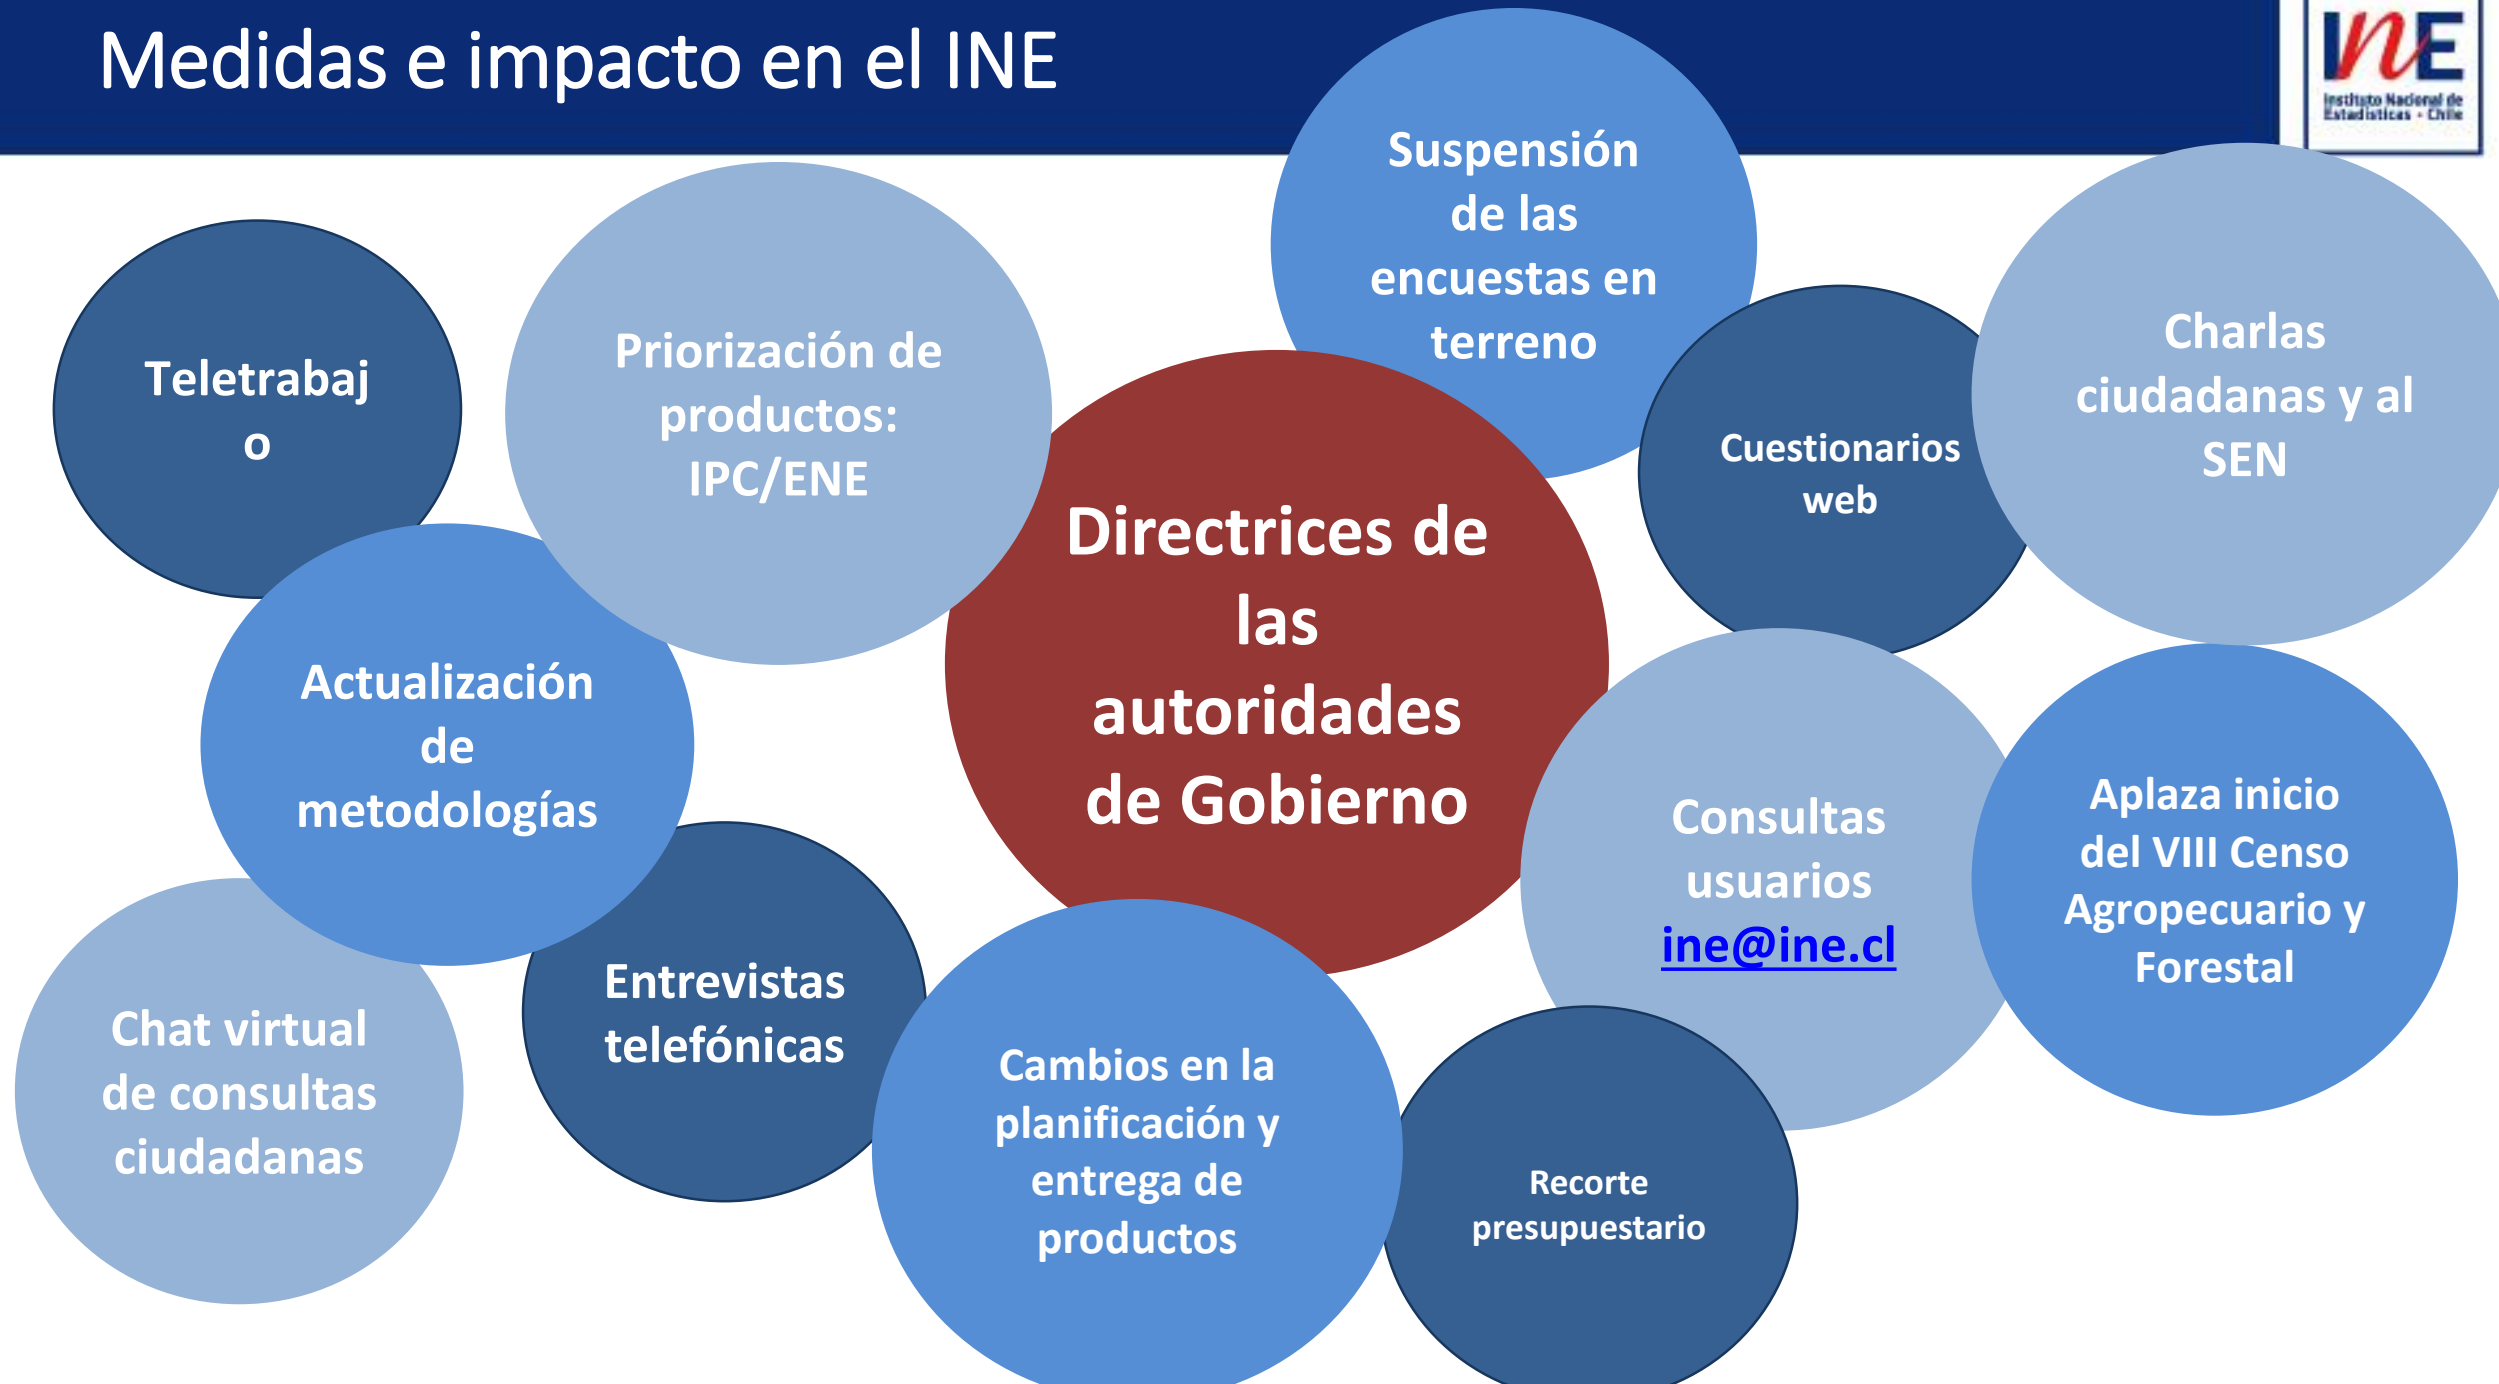 Medidas e impacto en el INE
INE
Instituto Nacional de
Estadísticas - Chile
Suspensión
de las
encuestas en
terreno
Teletrabaj
o
Priorización de
productos:
IPC/ENE
Cuestionarios
web
Charlas
ciudadanas y al
SEN
Directrices de
las
autoridades
de Gobierno
Actualización
de
metodologías
Consultas
usuarios
ine@ine.cl
Aplaza inicio
del VIII Censo
Agropecuario y
Forestal
Chat virtual
de consultas
ciudadanas
Entrevistas
telefónicas
Cambios en la
planificación y
entrega de
productos
Recorte
presupuestario